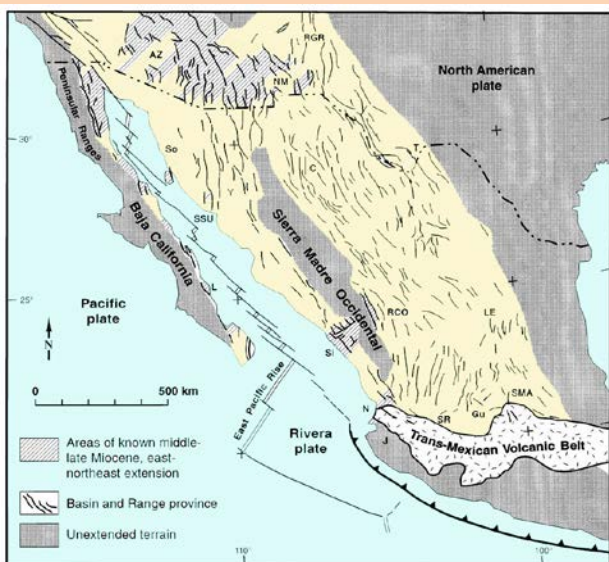 RGR
AZ
NM
North American
plate
Peninsular Ranges
30°
So
T
C
SSU
Baja California
Sierra Madre
Occidental
L
25°
Pacific
plate
RCO
LE
N
Si
0
500 km
East Pacific Rise
SMA
N
SR
Gu
Trans-Mexican Volcanic Belt
J
Rivera
plate
Areas of known middle-
late Miocene, east-
northeast extension
Basin and Range province
Unextended terrain
110°
100°